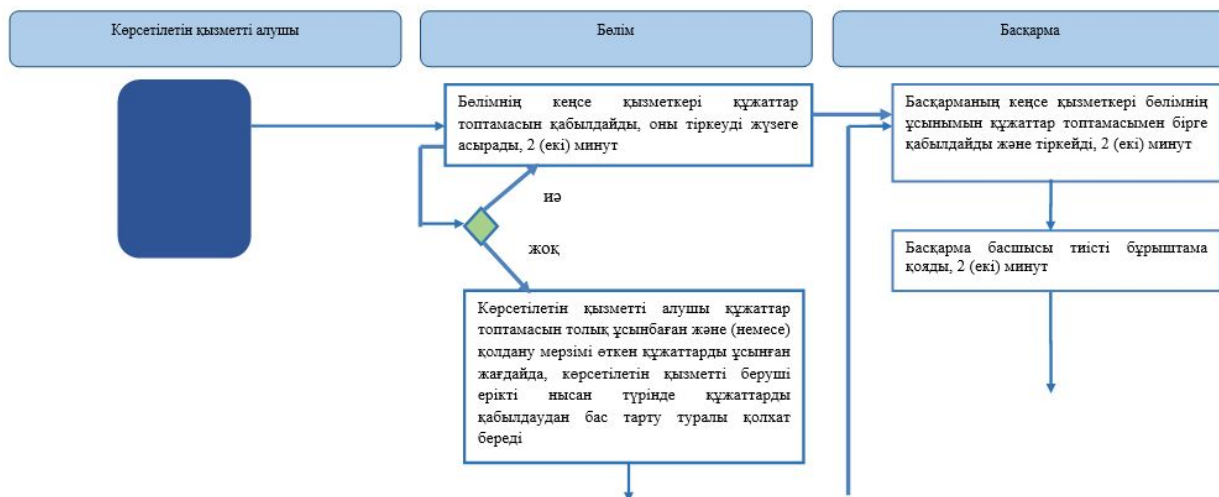 Көрсетілетін қызметті алушы
Бөлім
Басқарма
Бөлімнің кеңсе қызметкері құжаттар
топтамасын қабылдайды, оны тіркеуді жүзеге
асырады, 2 (екі) минут
Басқарманың кеңсе қызметкері бөлімнің
ұсынымын құжаттар топтамасымен бірге
қабылдайды және тіркейді, 2 (екі) минут
иә
жоқ
Басқарма басшысы тиісті бұрыштама
қояды, 2 (екі) минут
Көрсетілетін қызметті алушы құжаттар
топтамасын толық ұсынбаған және (немесе)
қолдану мерзімі өткен құжаттарды ұсынған
жағдайда, көрсетілетін қызметті беруші
ерікті нысан түрінде құжаттарды
қабылдаудан бас тарту туралы қолхат
береді